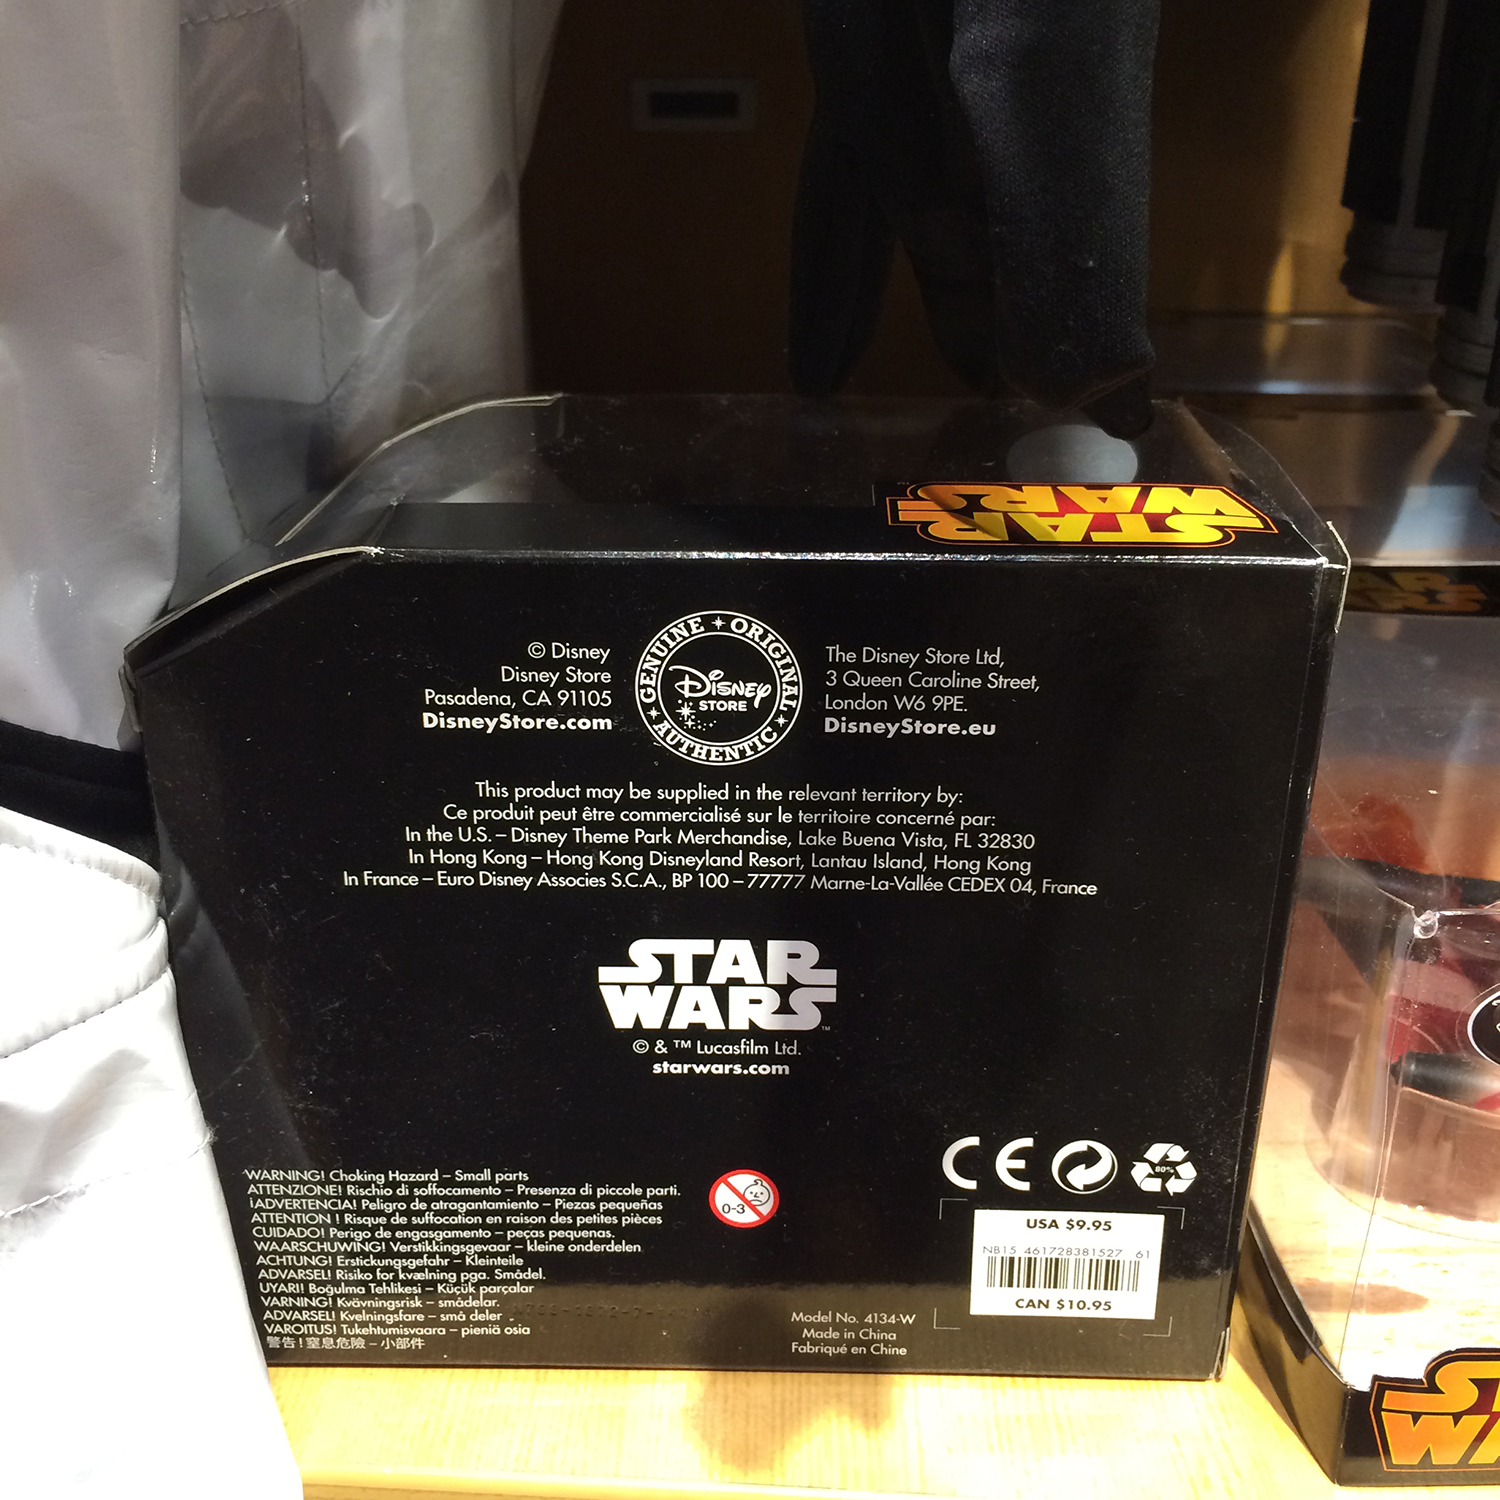 STAR
WARS
© Disney
Disney Store
Pasadena, CA 91105
DisneyStore.com
GENUINE ORIGINAL AUTHENTIC
Disney
STORE
The Disney Store Ltd,
3 Queen Caroline Street,
London W6 9PE.
DisneyStore.eu
This product may be supplied in the relevant territory by:
Ce produit peut être commercialisé sur le territoire concerné par:
In the U.S. – Disney Theme Park Merchandise, Lake Buena Vista, FL 32830
In Hong Kong – Hong Kong Disneyland Resort, Lantau Island, Hong Kong
In France – Euro Disney Associes S.C.A., BP 100 – 77777 Marne-La-Vallée CEDEX 04, France
STAR
WARS™
© & ™ Lucasfilm Ltd.
starwars.com
WARNING! Choking Hazard – Small parts
ATTENZIONE! Rischio di soffocamento – Presenza di piccole parti.
¡ADVERTENCIA! Peligro de atragantamiento – Piezas pequeñas
ATTENTION ! Risque de suffocation en raison des petites pièces
CUIDADO! Perigo de engasgamento – peças pequenas.
WAARSCHUWING! Verstikkingsgevaar – kleine onderdelen
ACHTUNG! Erstickungsgefahr – Kleinteile
ADVARSEL! Risiko for kvælning pga. Smådel.
UYARI! Boğulma Tehlikesi – Küçük parçalar
VARNING! Kvävningsrisk – smådelar.
ADVARSEL! Kvelningsfare – små deler
VAROITUS! Tukehtumisvaara – pieniä osia
警告！窒息危險 – 小部件
0-3
CE
80%
USA $9.95
NB15 461728381527 61
CAN $10.95
Model No. 4134-W
Made in China
Fabriqué en Chine